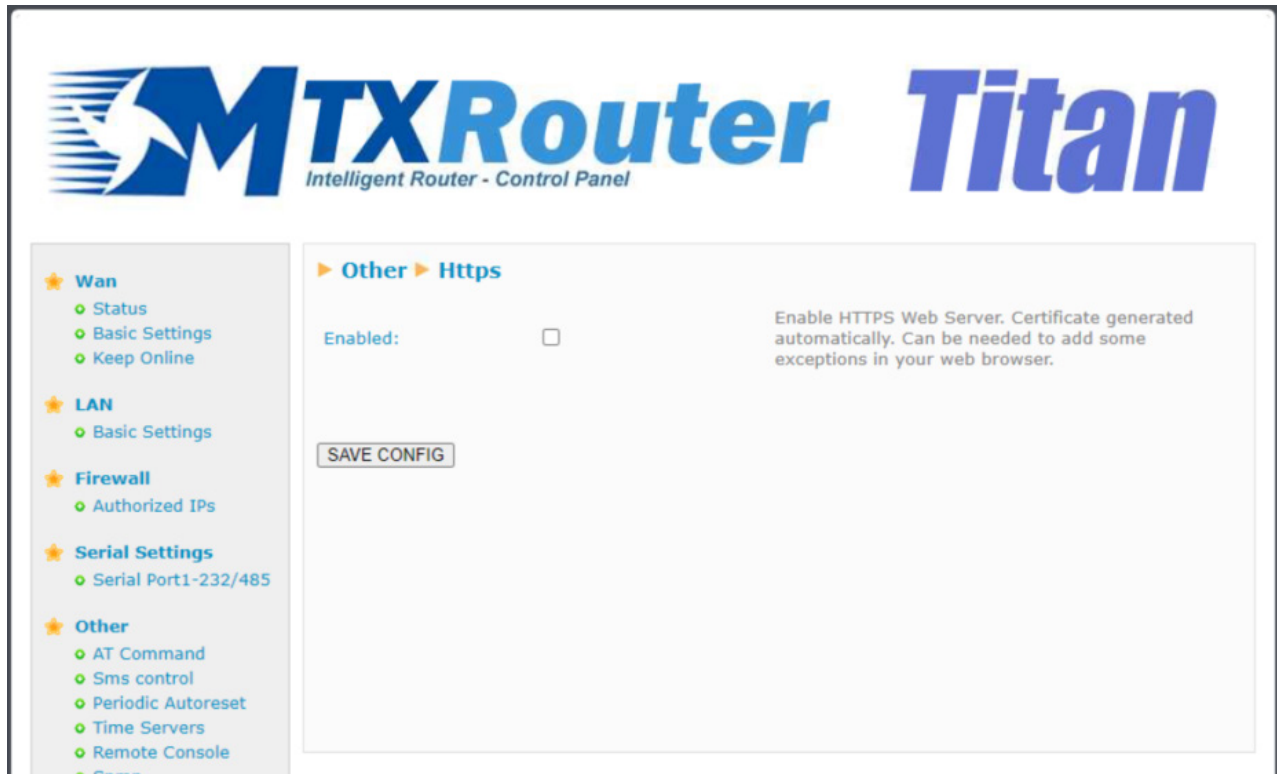 MTXRouter Titan
Intelligent Router - Control Panel
Wan
Status
Basic Settings
Keep Online
LAN
Basic Settings
Firewall
Authorized IPs
Serial Settings
Serial Port1-232/485
Other
AT Command
Sms control
Periodic Autoreset
Time Servers
Remote Console
Other Https
Enabled:
Enable HTTPS Web Server. Certificate generated
automatically. Can be needed to add some
exceptions in your web browser.
SAVE CONFIG